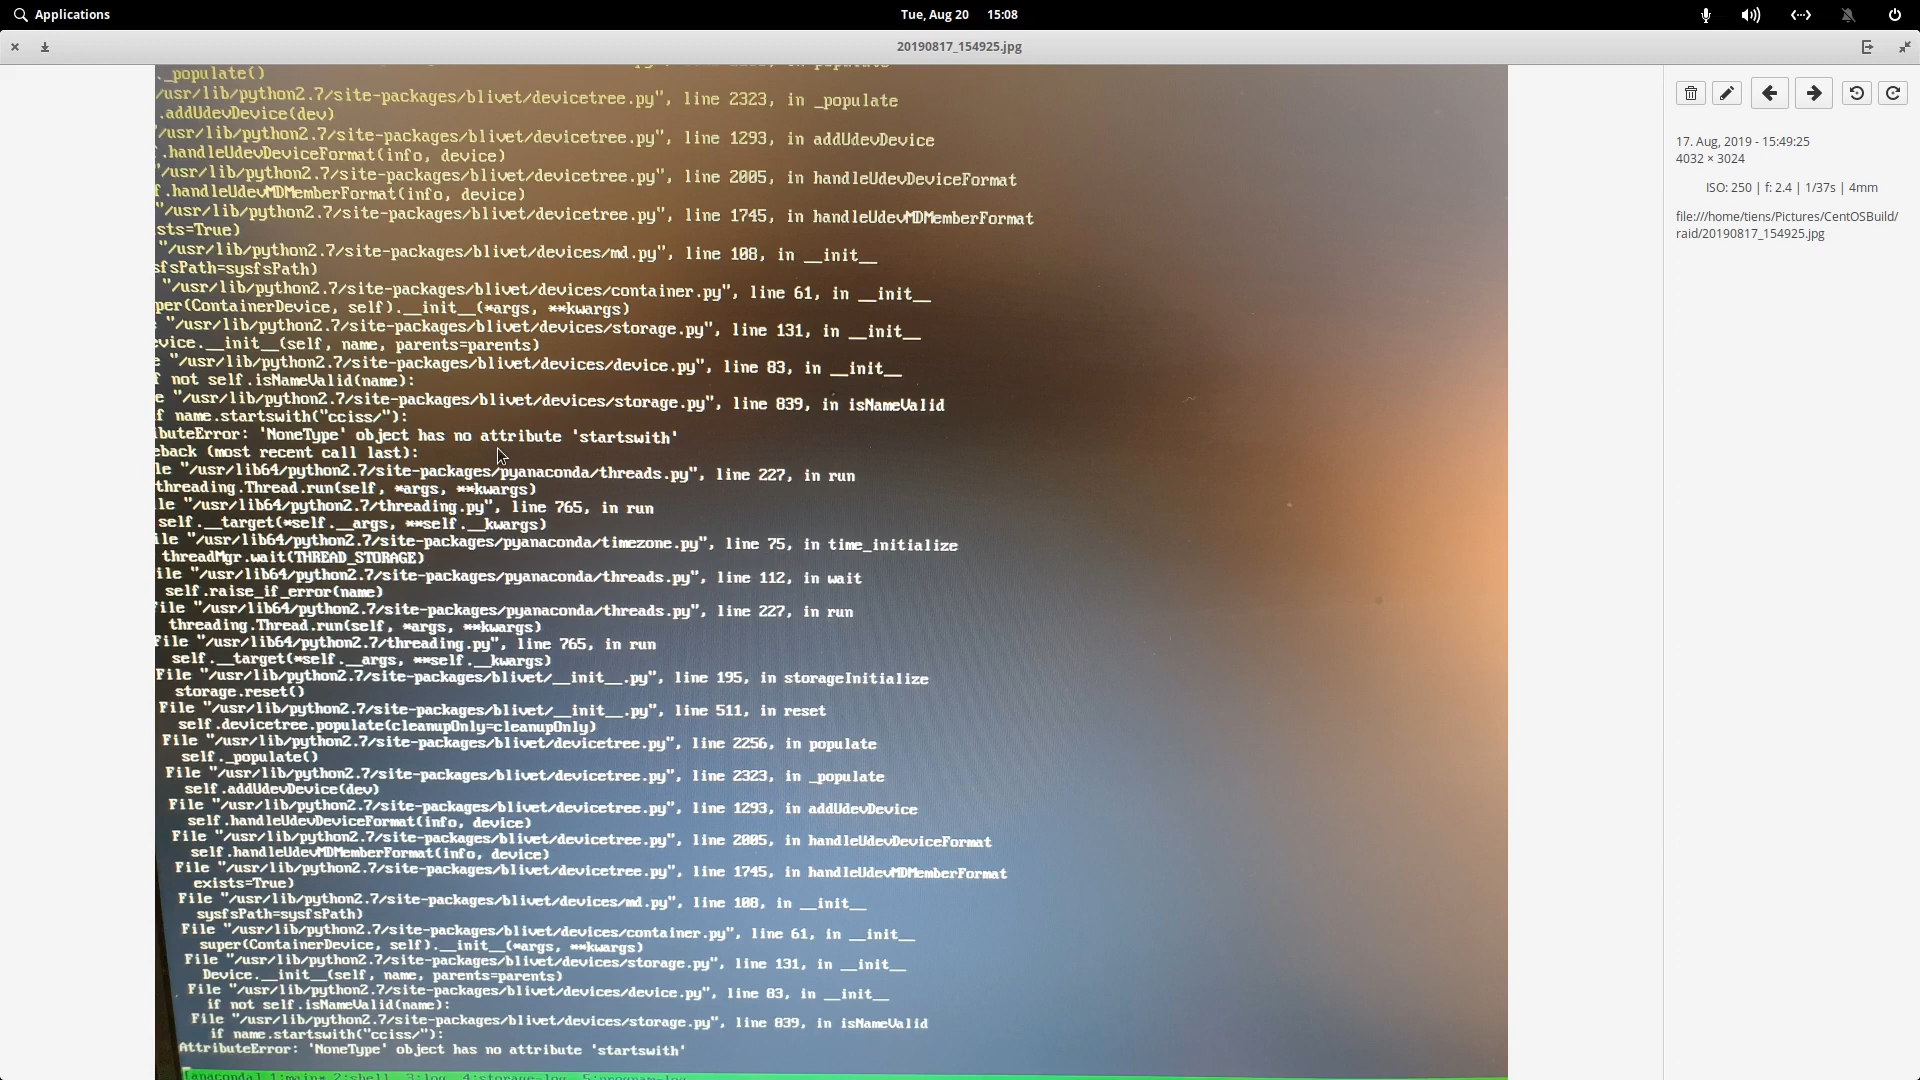 Applications
Tue, Aug 20 15:08
20190817_154925.jpg
._populate()
/usr/lib/python2.7/site-packages/blivet/devicetree.py", line 2323, in _populate
.addUdevDevice(dev)
"/usr/lib/python2.7/site-packages/blivet/devicetree.py", line 1293, in addUdevDevice
.handleUdevDeviceFormat(info, device)
"/usr/lib/python2.7/site-packages/blivet/devicetree.py", line 2005, in handleUdevDeviceFormat
f.handleUdevMDMemberFormat(info, device)
"/usr/lib/python2.7/site-packages/blivet/devicetree.py", line 1745, in handleUdevMDMemberFormat
sts=True)
"/usr/lib/python2.7/site-packages/blivet/devices/md.py", line 108, in __init__
sfsPath=sysfsPath)
"/usr/lib/python2.7/site-packages/blivet/devices/container.py", line 61, in __init__
per(ContainerDevice, self).__init__(*args, **kwargs)
"/usr/lib/python2.7/site-packages/blivet/devices/storage.py", line 131, in __init__
evice.__init__(self, name, parents=parents)
e "/usr/lib/python2.7/site-packages/blivet/devices/device.py", line 83, in __init__
f not self.isNameValid(name):
e "/usr/lib/python2.7/site-packages/blivet/devices/storage.py", line 839, in isNameValid
f name.startswith("cciss/"):
ibuteError: 'NoneType' object has no attribute 'startswith'
eback (most recent call last):
le "/usr/lib64/python2.7/site-packages/pyanaconda/threads.py", line 227, in run
threading.Thread.run(self, *args, **kwargs)
le "/usr/lib64/python2.7/threading.py", line 765, in run
self.__target(*self.__args, **self.__kwargs)
ile "/usr/lib64/python2.7/site-packages/pyanaconda/timezone.py", line 75, in time_initialize
threadMgr.wait(THREAD_STORAGE)
ile "/usr/lib64/python2.7/site-packages/pyanaconda/threads.py", line 112, in wait
self.raise_if_error(name)
File "/usr/lib64/python2.7/site-packages/pyanaconda/threads.py", line 227, in run
threading.Thread.run(self, *args, **kwargs)
File "/usr/lib64/python2.7/threading.py", line 765, in run
self.__target(*self.__args, **self.__kwargs)
File "/usr/lib/python2.7/site-packages/blivet/__init__.py", line 195, in storageInitialize
storage.reset()
File "/usr/lib/python2.7/site-packages/blivet/__init__.py", line 511, in reset
self.devicetree.populate(cleanupOnly=cleanupOnly)
File "/usr/lib/python2.7/site-packages/blivet/devicetree.py", line 2256, in populate
self._populate()
File "/usr/lib/python2.7/site-packages/blivet/devicetree.py", line 2323, in _populate
self.addUdevDevice(dev)
File "/usr/lib/python2.7/site-packages/blivet/devicetree.py", line 1293, in addUdevDevice
self.handleUdevDeviceFormat(info, device)
File "/usr/lib/python2.7/site-packages/blivet/devicetree.py", line 2005, in handleUdevDeviceFormat
self.handleUdevMDMemberFormat(info, device)
File "/usr/lib/python2.7/site-packages/blivet/devicetree.py", line 1745, in handleUdevMDMemberFormat
exists=True)
File "/usr/lib/python2.7/site-packages/blivet/devices/md.py", line 108, in __init__
sysfsPath=sysfsPath)
File "/usr/lib/python2.7/site-packages/blivet/devices/container.py", line 61, in __init__
super(ContainerDevice, self).__init__(*args, **kwargs)
File "/usr/lib/python2.7/site-packages/blivet/devices/storage.py", line 131, in __init__
Device.__init__(self, name, parents=parents)
File "/usr/lib/python2.7/site-packages/blivet/devices/device.py", line 83, in __init__
if not self.isNameValid(name):
File "/usr/lib/python2.7/site-packages/blivet/devices/storage.py", line 839, in isNameValid
if name.startswith("cciss/"):
AttributeError: 'NoneType' object has no attribute 'startswith'
[anaconda] 1:main* 2:shell 3:log 4:storage-log 5:program-log
17. Aug, 2019 - 15:49:25
4032 × 3024
ISO: 250 | f: 2.4 | 1/37s | 4mm
file:///home/tiens/Pictures/CentOSBuild/
raid/20190817_154925.jpg